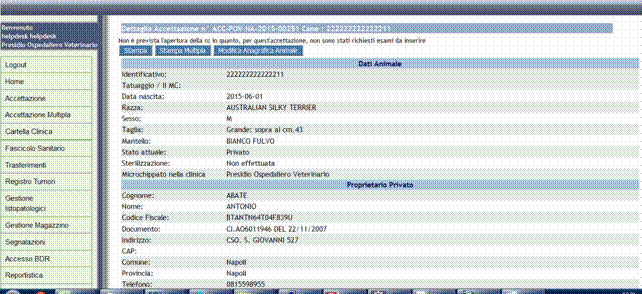 Benvenuto
helpdesk helpdesk
Presidio Ospedaliero Veterinario
Logout
Home
Accettazione
Accettazione Multipla
Cartella Clinica
Fascicolo Sanitario
Trasferimenti
Registro Tumori
Gestione
Istopatologici
Gestione Magazzino
Segnalazioni
Accesso BDR
Reportistica
Dettaglio Accettazione n° ACC-POV-NA-2015-00251 Cane : 222222222222211
Non è prevista l'apertura della cc in quanto, per quest'accettazione, non sono stati richiesti esami da inserire
Stampa Stampa Multipla Modifica Anagrafica Animale
Dati Animale
Identificativo: 222222222222211
Tatuaggio / II MC:
Data nascita: 2015-06-01
Razza: AUSTRALIAN SILKY TERRIER
Sesso: M
Taglia: Grande: sopra ai cm.43
Mantello: BIANCO FULVO
Stato attuale: Privato
Sterilizzazione: Non effettuata
Microchippato nella clinica Presidio Ospedaliero Veterinario
Proprietario Privato
Cognome: ABATE
Nome: ANTONIO
Codice Fiscale: BTANTN64T04F839U
Documento: CI.AO6011946 DEL 22/11/2007
Indirizzo: CSO. S. GIOVANNI 527
CAP:
Comune: Napoli
Provincia: Napoli
Telefono: 0815598955